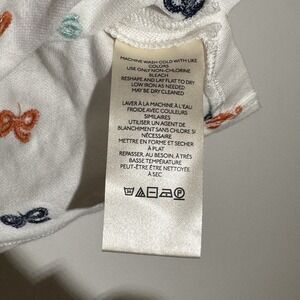 MACHINE WASH COLD WITH LIKE
COLORS
USE ONLY NON-CHLORINE
BLEACH
RESHAPE AND LAY FLAT TO DRY
LOW IRON AS NEEDED
MAY BE DRY CLEANED
LAVER À LA MACHINE À L'EAU
FROIDE AVEC COULEURS
SIMILAIRES
UTILISER UN AGENT DE
BLANCHIMENT SANS CHLORE SI
NÉCESSAIRE
METTRE EN FORME ET SÉCHER
À PLAT
REPASSER, AU BESOIN, À TRÈS
BASSE TEMPÉRATURE
PEUT-ÊTRE ÊTRE NETTOYÉE
À SEC